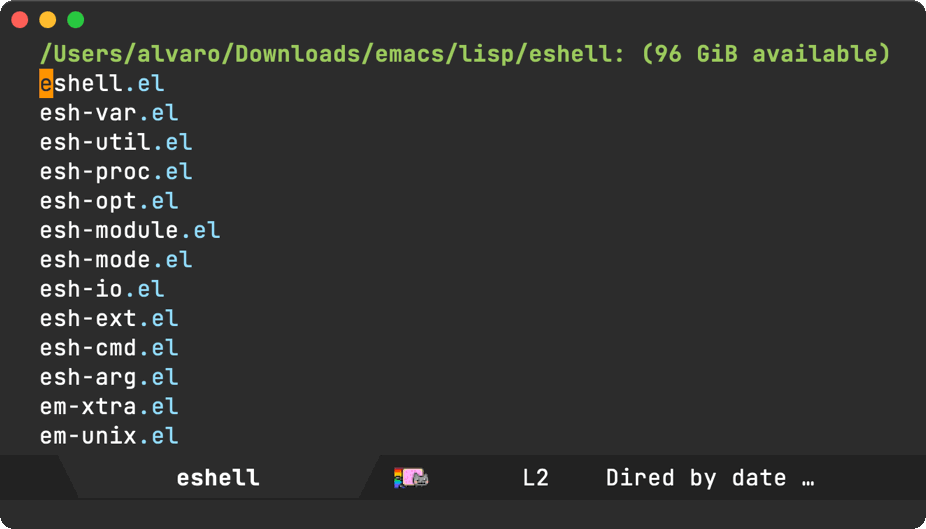 /Users/alvaro/Downloads/emacs/lisp/eshell: (96 GiB available)
eshell.el
esh-var.el
esh-util.el
esh-proc.el
esh-opt.el
esh-module.el
esh-mode.el
esh-io.el
esh-ext.el
esh-cmd.el
esh-arg.el
em-xtra.el
em-unix.el
eshell L2 Dired by date …